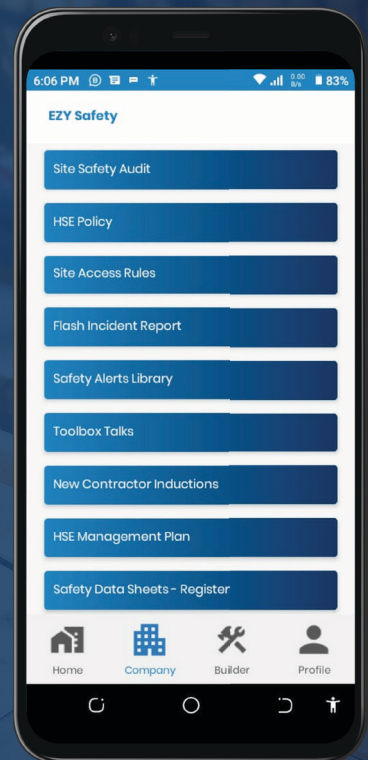 6:06 PM 0.00 B/s 83%
EZY Safety
Site Safety Audit
HSE Policy
Site Access Rules
Flash Incident Report
Safety Alerts Library
Toolbox Talks
New Contractor Inductions
HSE Management Plan
Safety Data Sheets - Register
Home Company Builder Profile